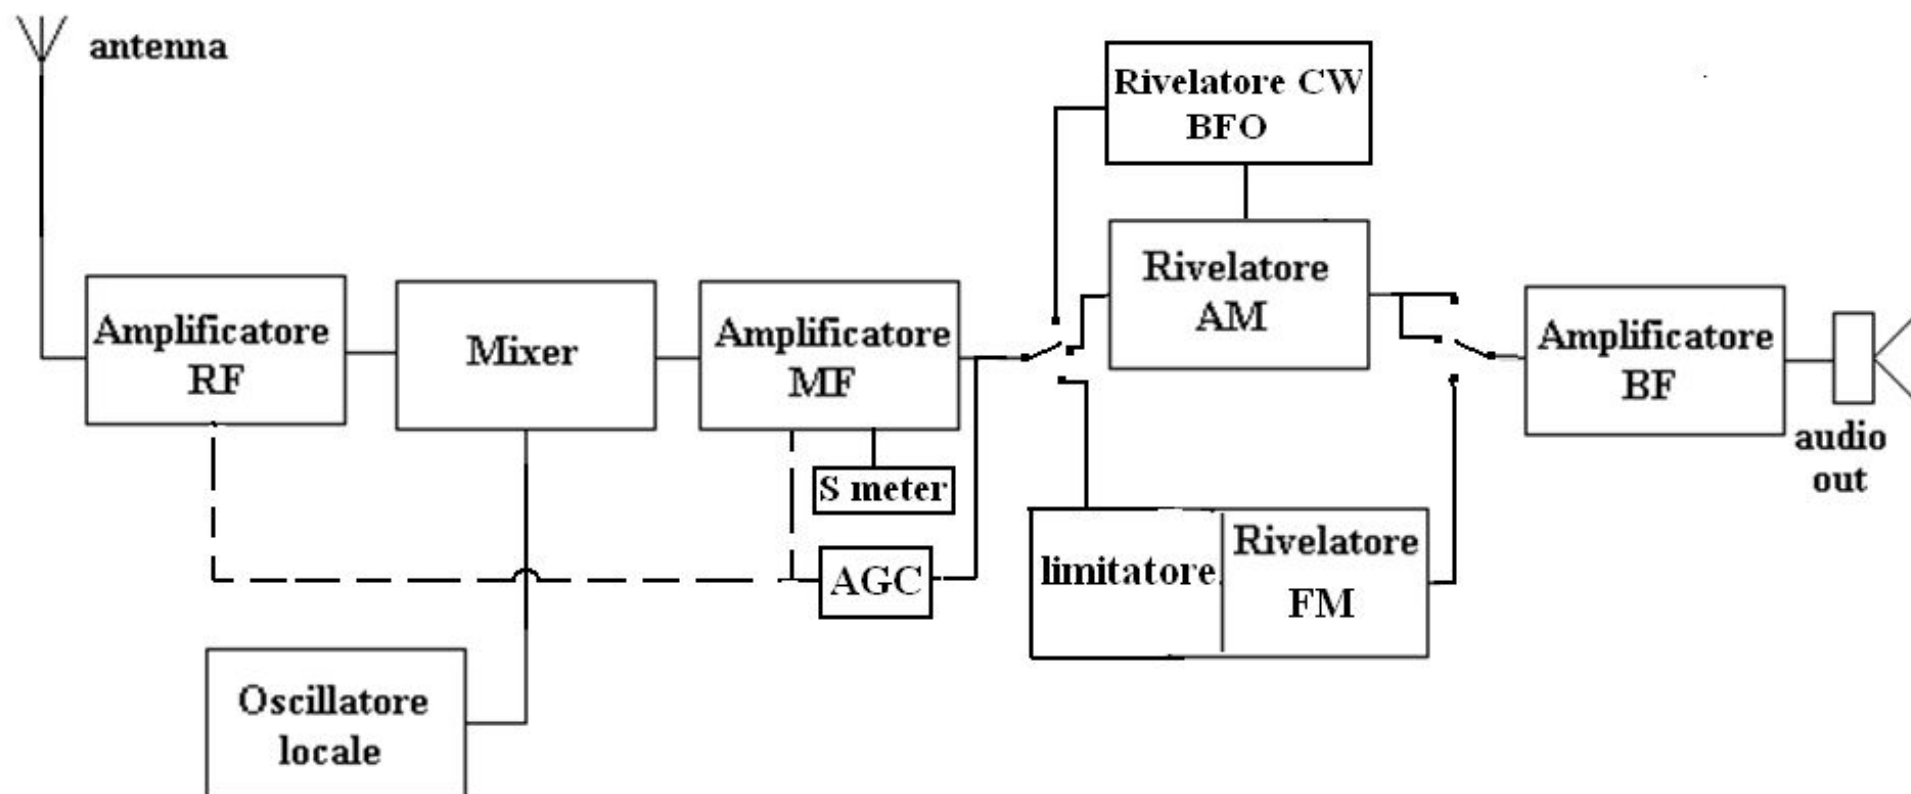 antenna
Rivelatore CW
BFO
Rivelatore
AM
Amplificatore
RF
Mixer
Amplificatore
MF
Amplificatore
BF
audio
out
S meter
AGC
limitatore
Rivelatore
FM
Oscillatore
locale